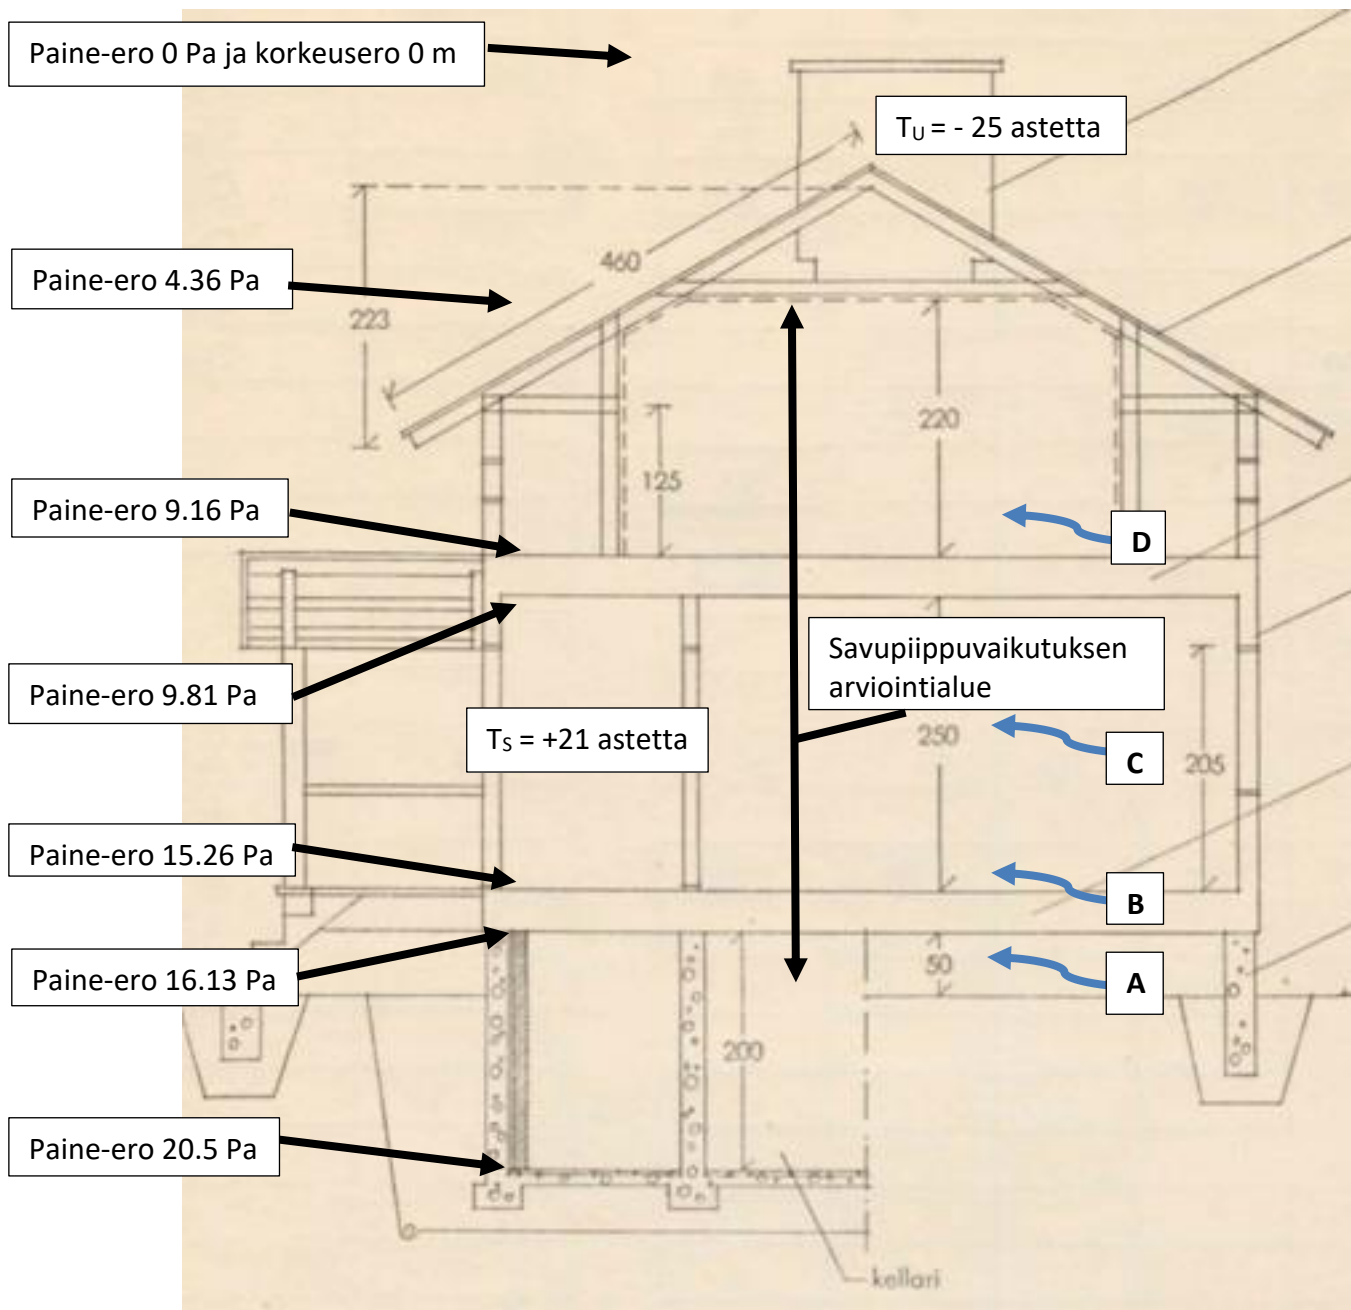 Paine-ero 0 Pa ja korkeusero 0 m
TU = - 25 astetta
460
Paine-ero 4.36 Pa
223
220
125
Paine-ero 9.16 Pa
D
Savupiippuvaikutuksen
arviointialue
Paine-ero 9.81 Pa
TS = +21 astetta
250
C
205
Paine-ero 15.26 Pa
B
Paine-ero 16.13 Pa
50
A
200
Paine-ero 20.5 Pa
kellari